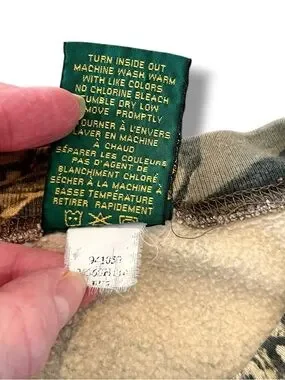 TURN INSIDE OUT
MACHINE WASH WARM
WITH LIKE COLORS
NO CHLORINE BLEACH
TUMBLE DRY LOW
REMOVE PROMPTLY
TOURNER À L'ENVERS
LAVER EN MACHINE
À CHAUD
SÉPARER LES COULEURS
PAS D'AGENT DE
BLANCHIMENT CHLORÉ
SÉCHER À LA MACHINE À
BASSE TEMPÉRATURE
RETIRER RAPIDEMENT